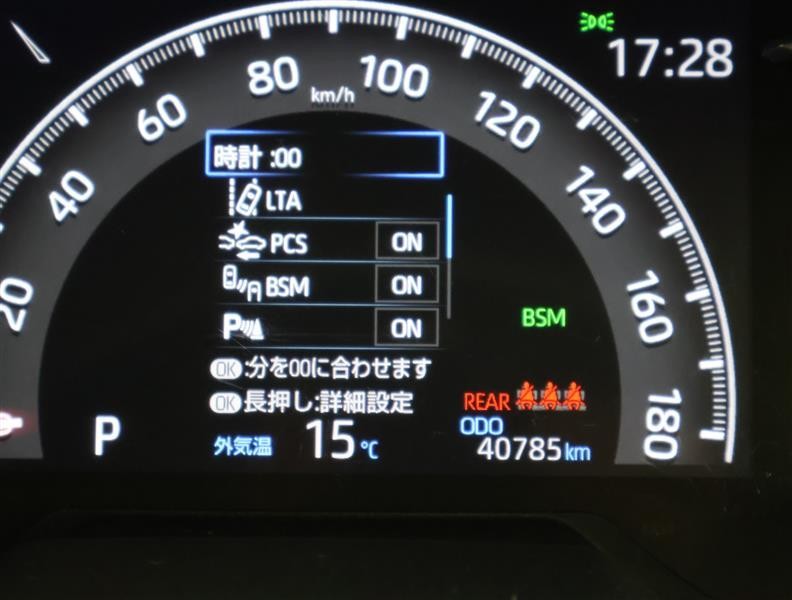 17:28
20
40
60
80
100
120
140
160
180
km/h
時計 :00
LTA
PCS ON
BSM ON
P ON
OK:分を00に合わせます
OK長押し:詳細設定
BSM
REAR
P
外気温 15℃
ODO
40785km